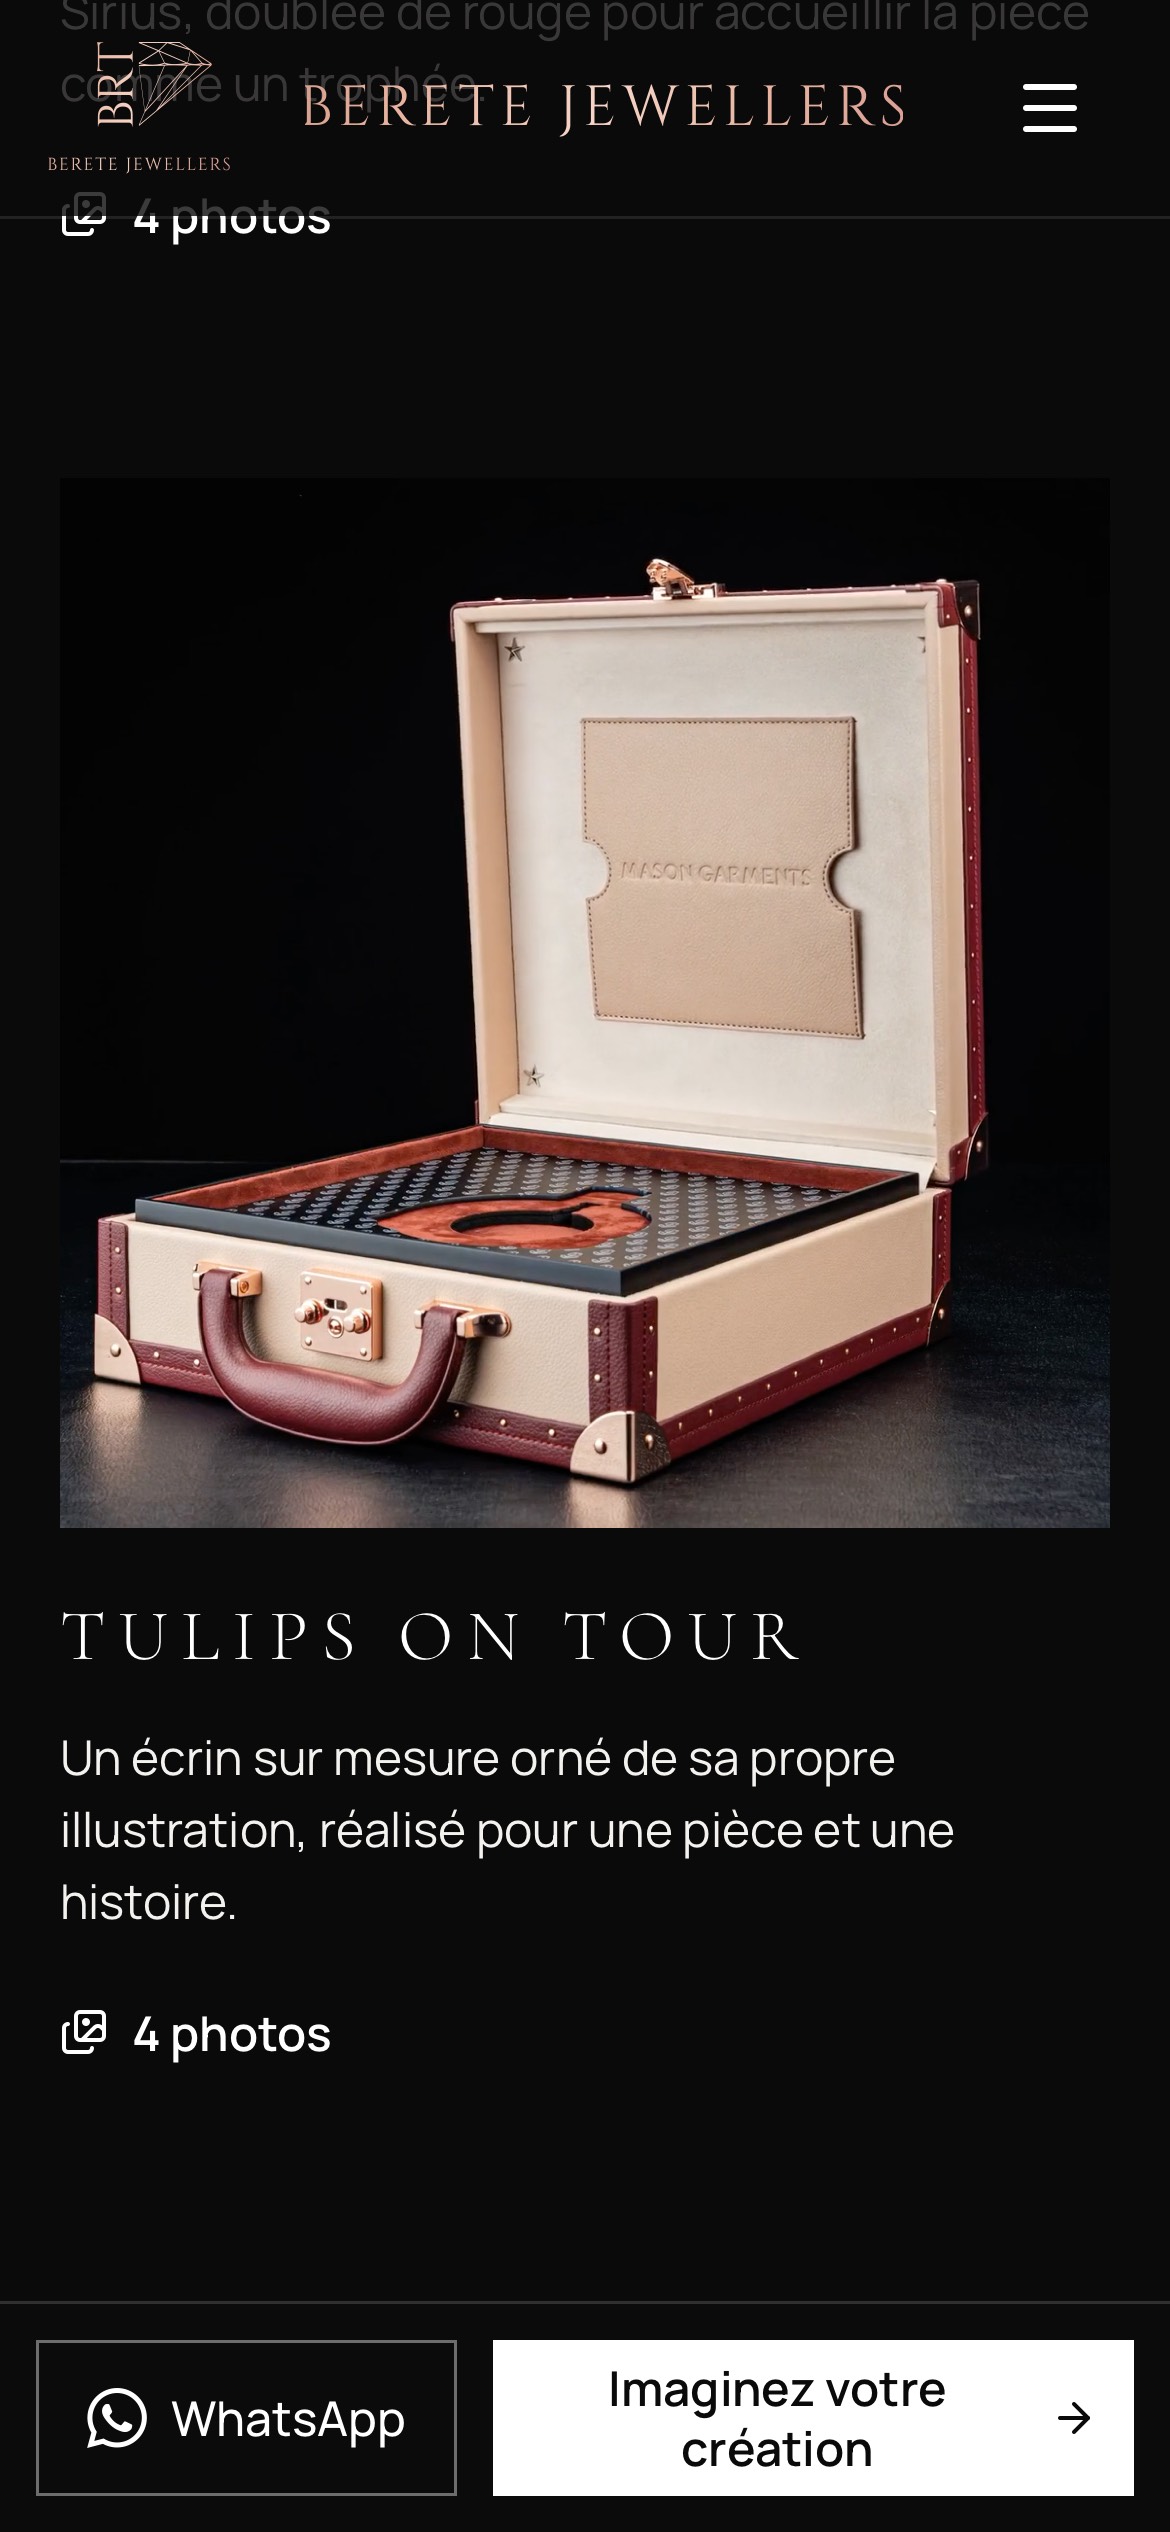 Sirius, doublée de rouge pour accueillir la pièce
comme un trophée.
BRT
BERETE JEWELLERS
BERETE JEWELLERS
4 photos
MASON GARMENTS
TULIPS ON TOUR
Un écrin sur mesure orné de sa propre
illustration, réalisé pour une pièce et une
histoire.
4 photos
WhatsApp
Imaginez votre
création